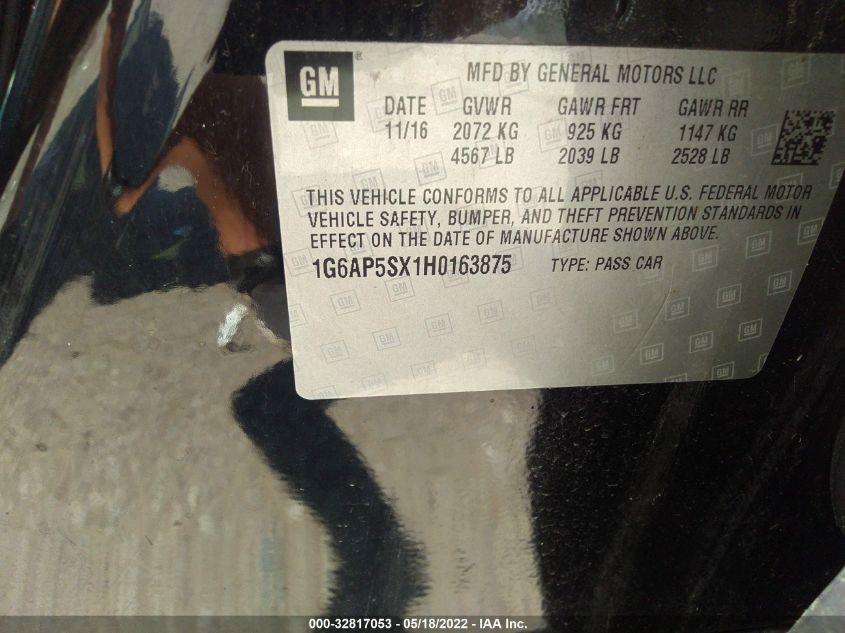 GM ®
MFD BY GENERAL MOTORS LLC
DATE GVWR GAWR FRT GAWR RR
11/16 2072 KG 925 KG 1147 KG
4567 LB 2039 LB 2528 LB
THIS VEHICLE CONFORMS TO ALL APPLICABLE U.S. FEDERAL MOTOR
VEHICLE SAFETY, BUMPER, AND THEFT PREVENTION STANDARDS IN
EFFECT ON THE DATE OF MANUFACTURE SHOWN ABOVE.
1G6AP5SX1H0163875 TYPE: PASS CAR
000-32817053 - 05/18/2022 - IAA Inc.